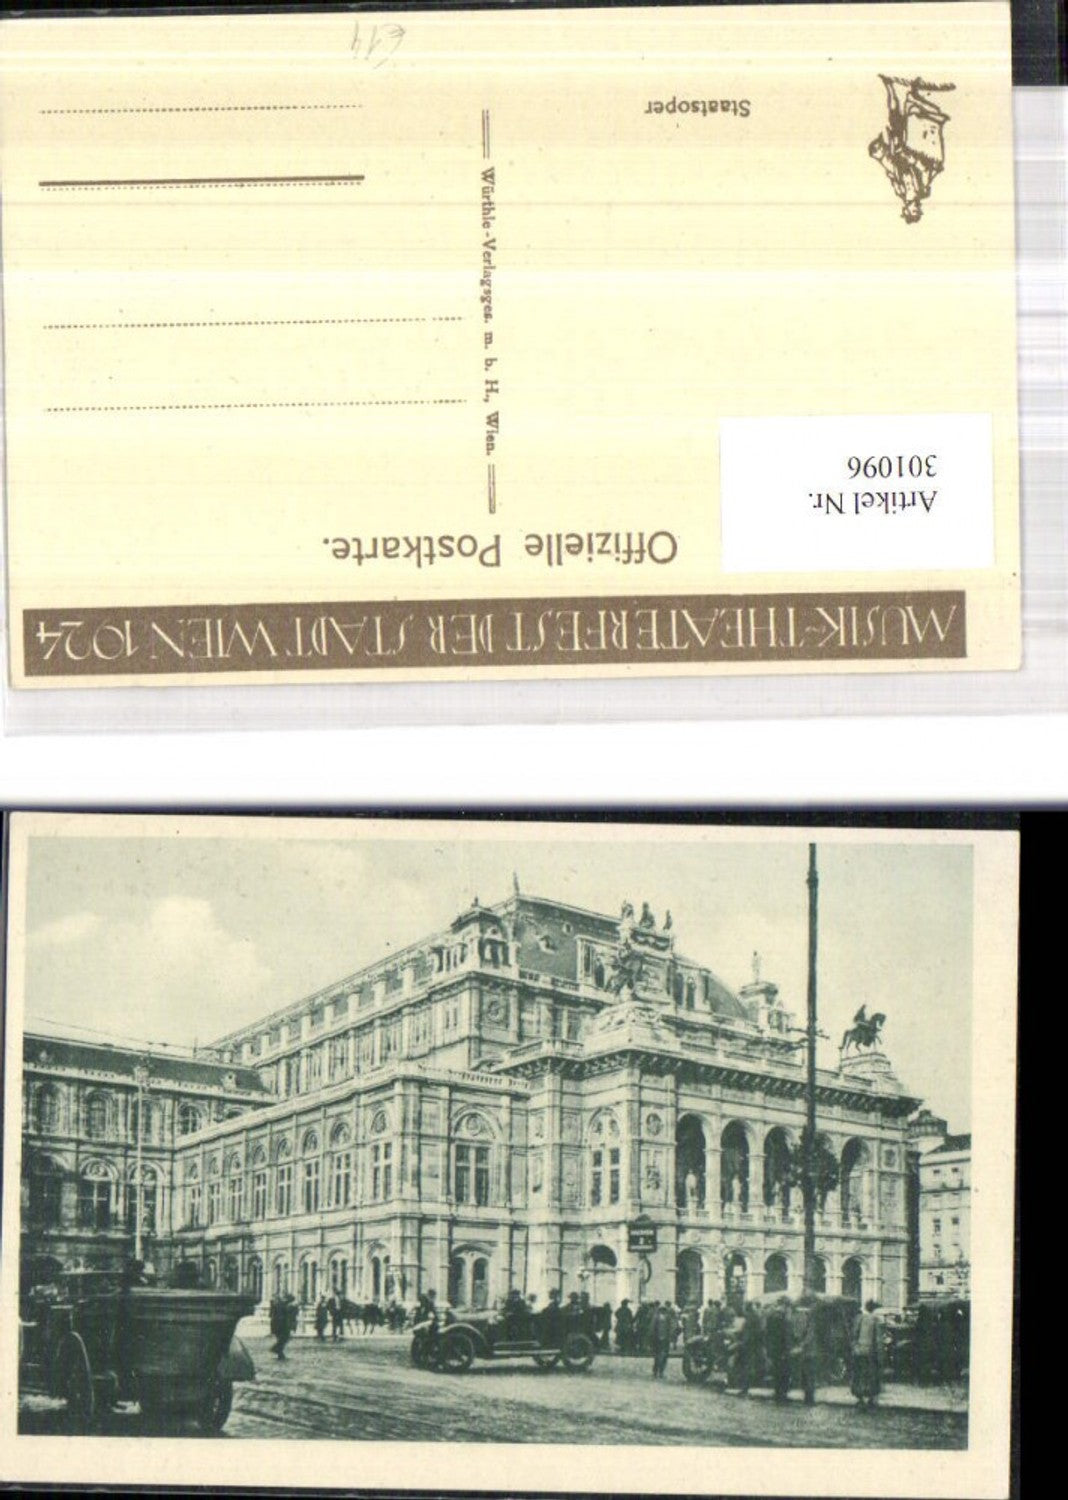 MUSIK-THEATERFEST DER STADT WIEN 1924
Offizielle Postkarte.
Artikel Nr.
301096
Würthle-Verlagsges. m. b. H., Wien.
Staatsoper